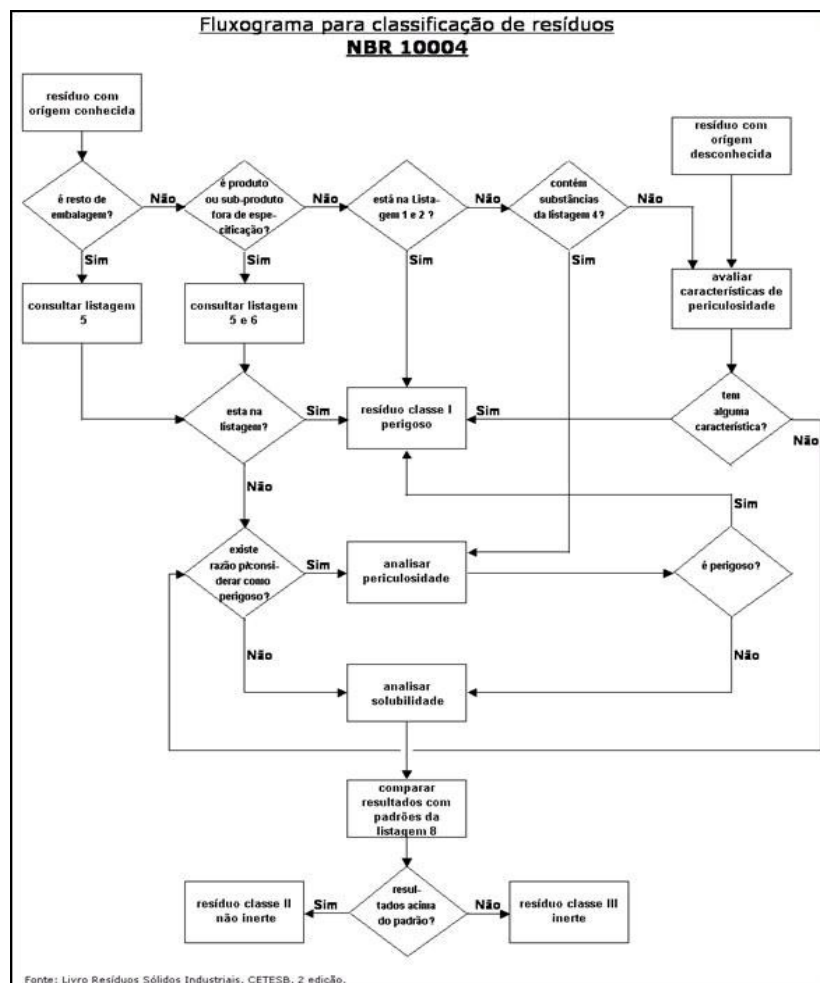 Fluxograma para classificação de resíduos
NBR 10004
resíduo com
orígem conhecida
resíduo com
orígem
desconhecida
é resto de
embalagem?
Não
é produto
ou sub-produto
fora de espe-
cificação?
Não
está na Lista-
gem 1 e 2 ?
Não
contêm
substâncias
da listagem 4?
Não
Sim
Sim
Sim
Sim
consultar listagem
5
consultar listagem
5 e 6
avaliar
características de
periculosidade
esta na
listagem?
Sim
resíduo classe I
perigoso
Sim
tem
alguma
característica?
Não
Não
Sim
existe
razão p/consi-
derar como
perigoso?
Sim
analisar
periculosidade
é perigoso?
Não
Não
analisar
solubilidade
comparar
resultados com
padrões da
listagem 8
resíduo classe II
não inerte
Sim
resul-
tados acima
do padrão?
Não
resíduo classe III
inerte
Fonte: Livro Resíduos Sólidos Industriais. CETESB. 2 edição.